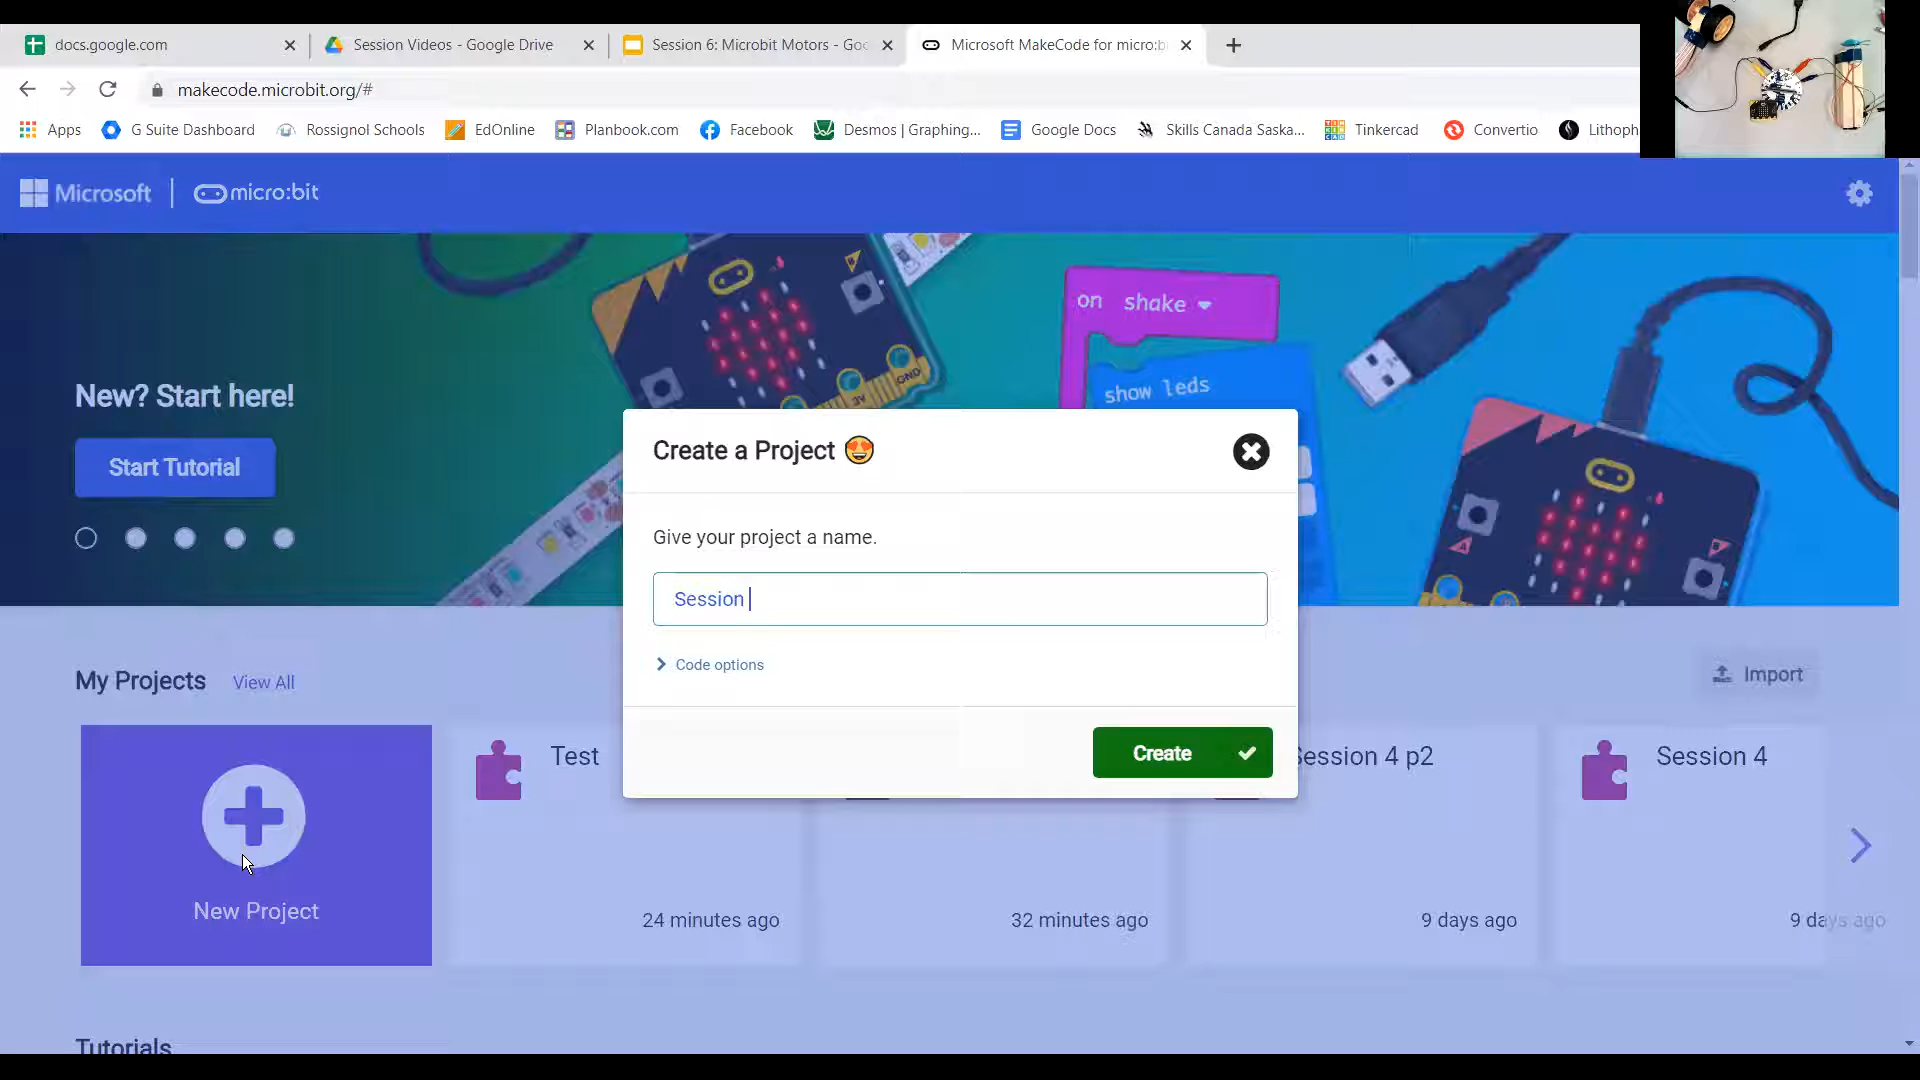 docs.google.com
Session Videos - Google Drive
Session 6: Microbit Motors - Goo
Microsoft MakeCode for micro:b
makecode.microbit.org/#
Apps
G Suite Dashboard
Rossignol Schools
EdOnline
Planbook.com
Facebook
Desmos | Graphing...
Google Docs
Skills Canada Saska...
Tinkercad
Convertio
Lithoph
Microsoft
micro:bit
on shake
show leds
GND
New? Start here!
Start Tutorial
Create a Project
Give your project a name.
Session
Code options
Create
My Projects
View All
Import
New Project
Test
24 minutes ago
32 minutes ago
Session 4 p2
9 days ago
Session 4
9 days ago
Tutorials